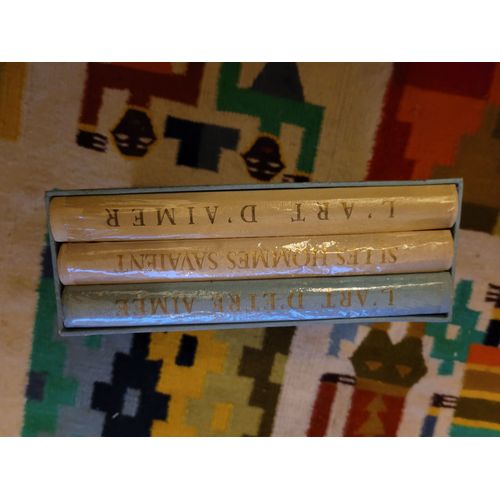 L'ART D'AIMER
SI LES HOMMES SAVAIENT
L'ART D'ETRE AIMÉE